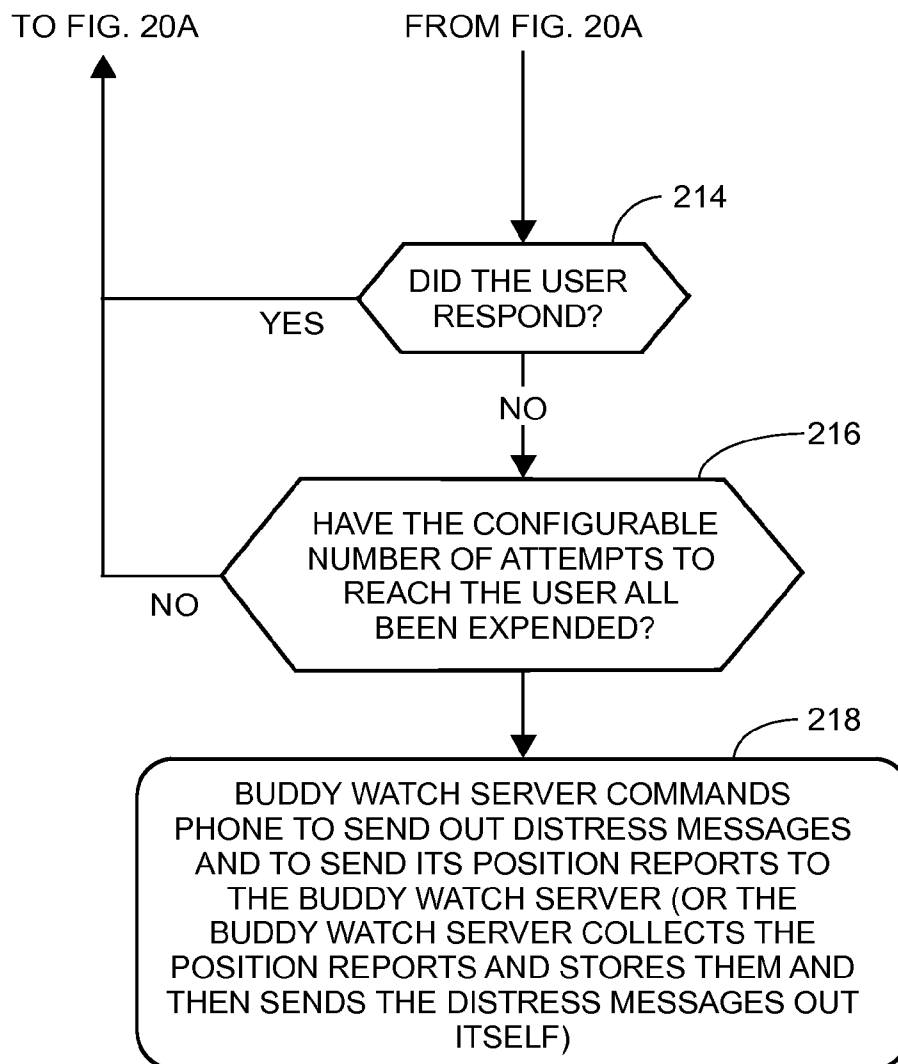 TO FIG. 20A
FROM FIG. 20A
214
DID THE USER
RESPOND?
YES
NO
216
HAVE THE CONFIGURABLE
NUMBER OF ATTEMPTS TO
REACH THE USER ALL
BEEN EXPENDED?
NO
218
BUDDY WATCH SERVER COMMANDS
PHONE TO SEND OUT DISTRESS MESSAGES
AND TO SEND ITS POSITION REPORTS TO
THE BUDDY WATCH SERVER (OR THE
BUDDY WATCH SERVER COLLECTS THE
POSITION REPORTS AND STORES THEM AND
THEN SENDS THE DISTRESS MESSAGES OUT
ITSELF)